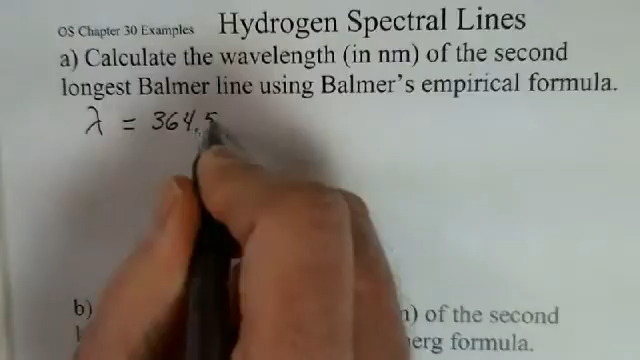 OS Chapter 30 Examples Hydrogen Spectral Lines
a) Calculate the wavelength (in nm) of the second
longest Balmer line using Balmer's empirical formula.
λ = 364.5
b) of the second
formula.